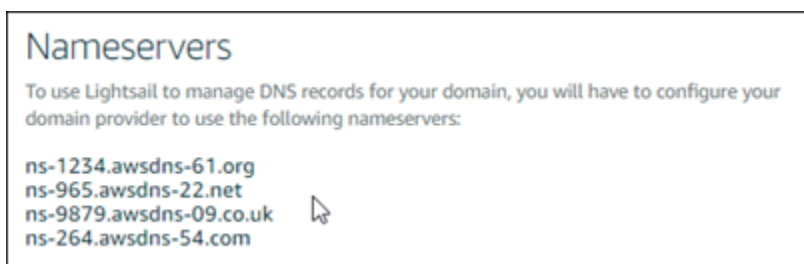 Nameservers
To use Lightsail to manage DNS records for your domain, you will have to configure your
domain provider to use the following nameservers:
ns-1234.awsdns-61.org
ns-965.awsdns-22.net
ns-9879.awsdns-09.co.uk
ns-264.awsdns-54.com